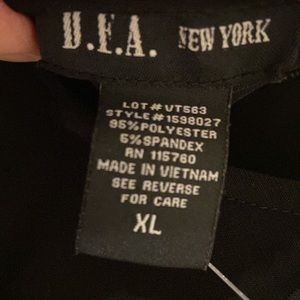 D.F.A. NEW YORK
LOT # VT563
STYLE#1598027
95% POLYESTER
5% SPANDEX
RN 115760
MADE IN VIETNAM
SEE REVERSE
FOR CARE
XL